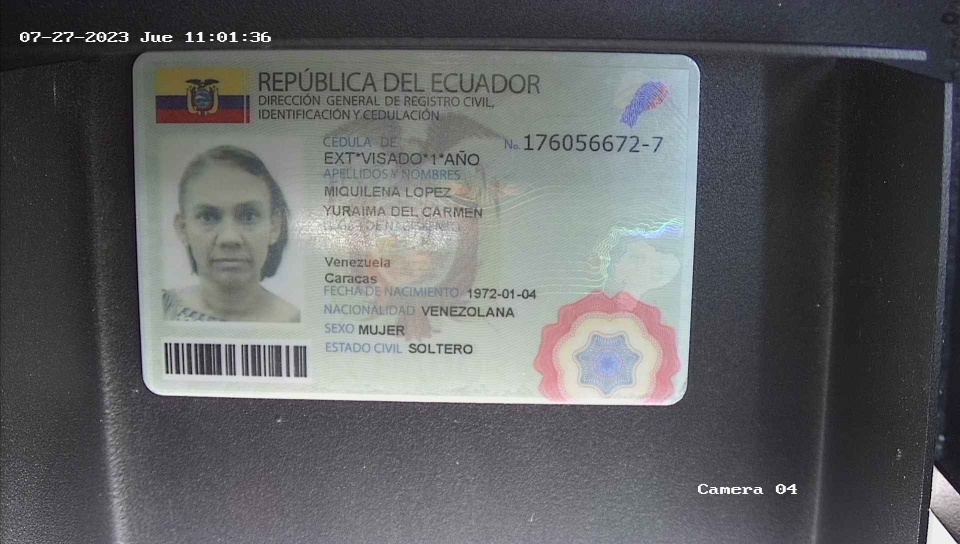 07-27-2023 Jue 11:01:36
REPÚBLICA DEL ECUADOR
DIRECCIÓN GENERAL DE REGISTRO CIVIL,
IDENTIFICACIÓN Y CEDULACIÓN
CÉDULA DE
No. 176056672-7
EXT*VISADO*1*AÑO
APELLIDOS Y NOMBRES
MIQUILENA LOPEZ
YURAIMA DEL CARMEN
LUGAR DE NACIMIENTO
Venezuela
Caracas
FECHA DE NACIMIENTO 1972-01-04
NACIONALIDAD VENEZOLANA
SEXO MUJER
ESTADO CIVIL SOLTERO
Camera 04